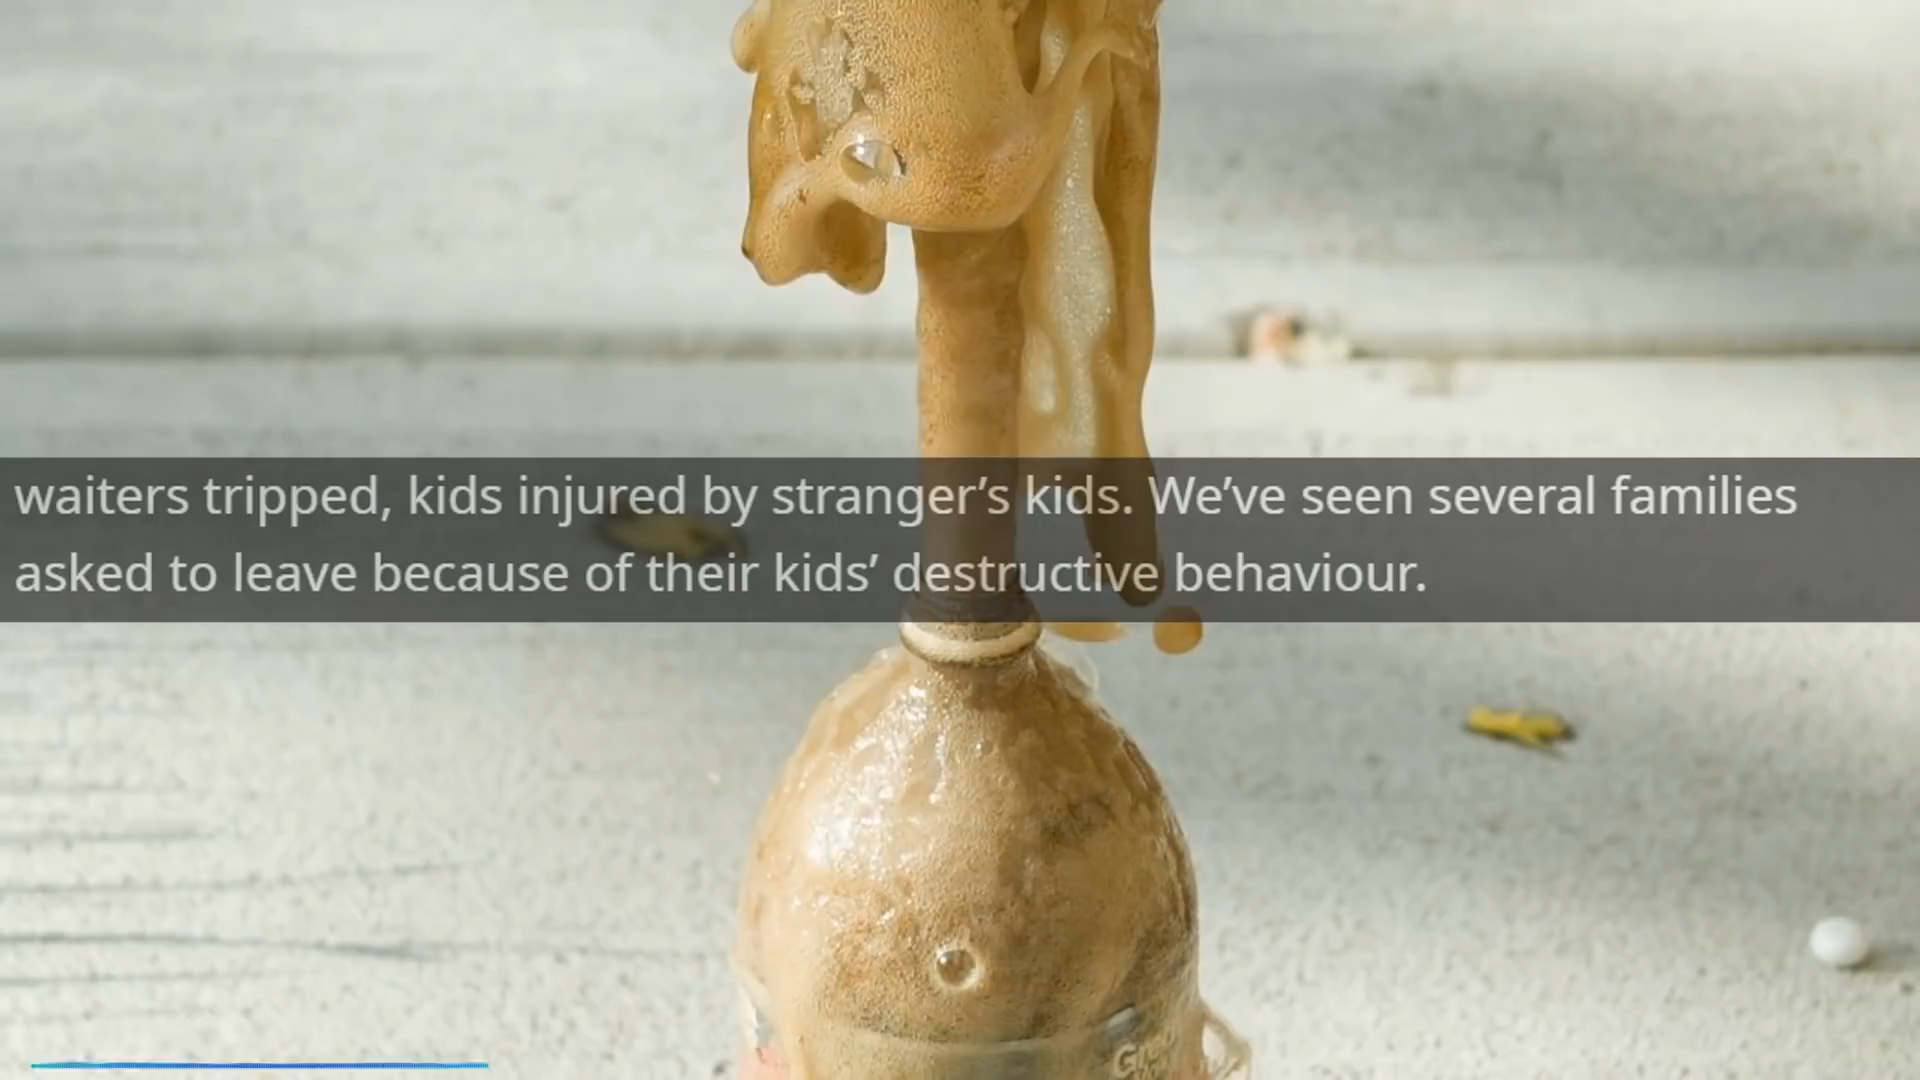 waiters tripped, kids injured by stranger’s kids. We’ve seen several families
asked to leave because of their kids’ destructive behaviour.